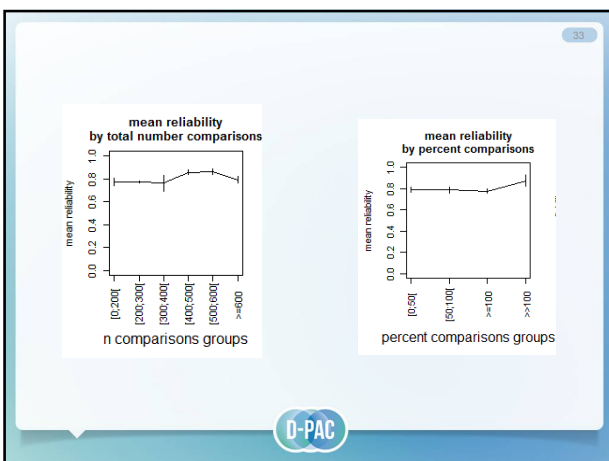 33
mean reliability
by total number comparisons
mean reliability
0.0 0.2 0.4 0.6 0.8 1.0
[0;200[
[200;300[
[300;400[
[400;500[
[500;600[
>=600
n comparisons groups
mean reliability
by percent comparisons
mean reliability
0.0 0.2 0.4 0.6 0.8 1.0
[0;50[
[50;100[
>=100
>>100
percent comparisons groups
D-PAC